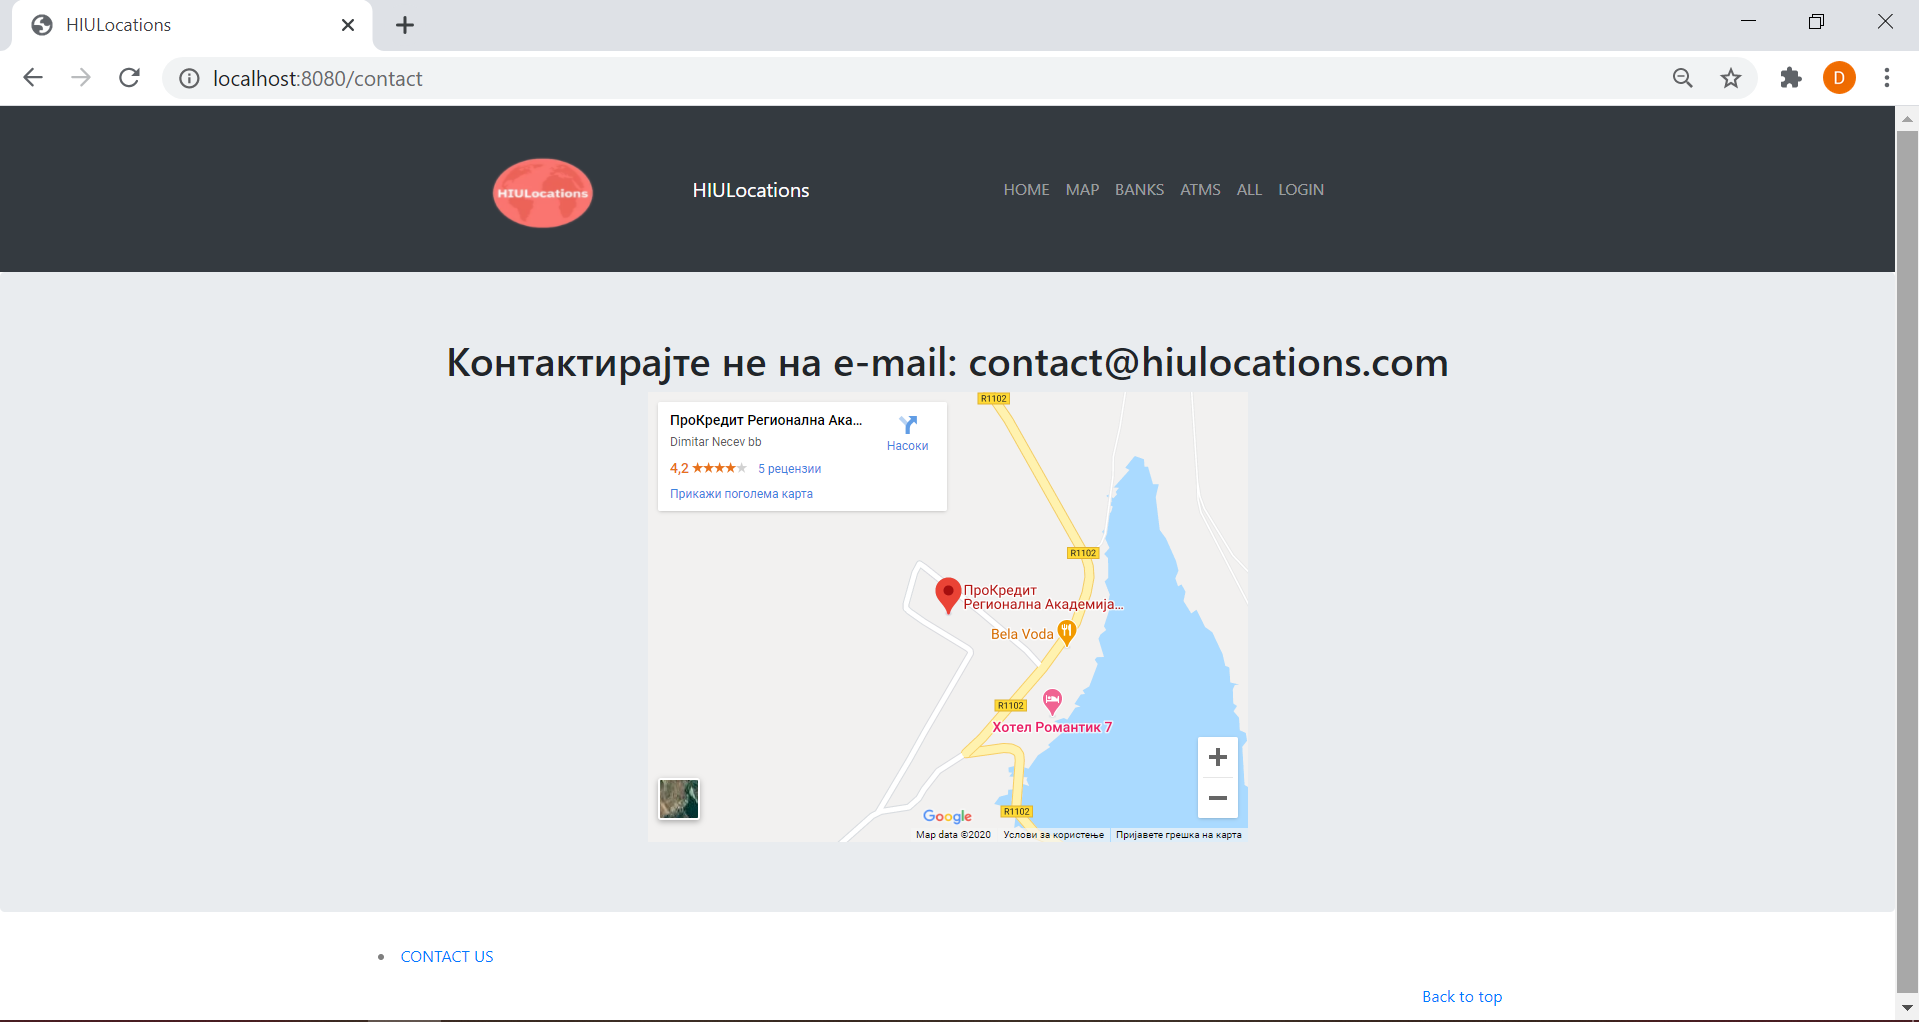 HIULocations
localhost:8080/contact
D
HIULocations
HIULocations
HOME MAP BANKS ATMS ALL LOGIN
Контактирајте не на e-mail: contact@hiulocations.com
ПроКредит Регионална Ака...
Dimitar Necev bb
Насоки
4,2 5 рецензии
Прикажи поголема карта
R1102
R1102
ПроКредит
Регионална Академија...
Bela Voda
R1102
Хотел Романтик 7
R1102
Google
Map data ©2020 Услови за користење Пријавете грешка на карта
CONTACT US
Back to top